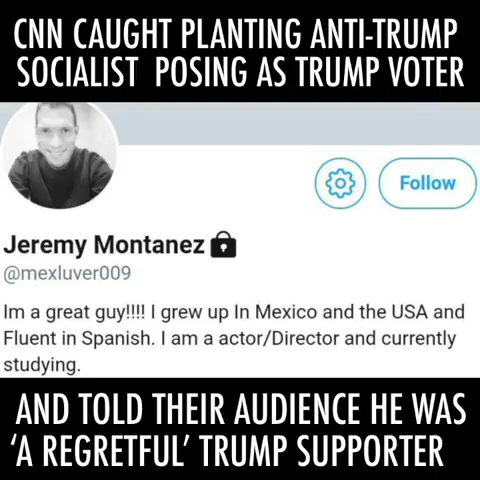 CNN CAUGHT PLANTING ANTI-TRUMP
SOCIALIST POSING AS TRUMP VOTER
Follow
Jeremy Montanez
@mexluver009
Im a great guy!!!! I grew up In Mexico and the USA and
Fluent in Spanish. I am a actor/Director and currently
studying.
AND TOLD THEIR AUDIENCE HE WAS
‘A REGRETFUL’ TRUMP SUPPORTER